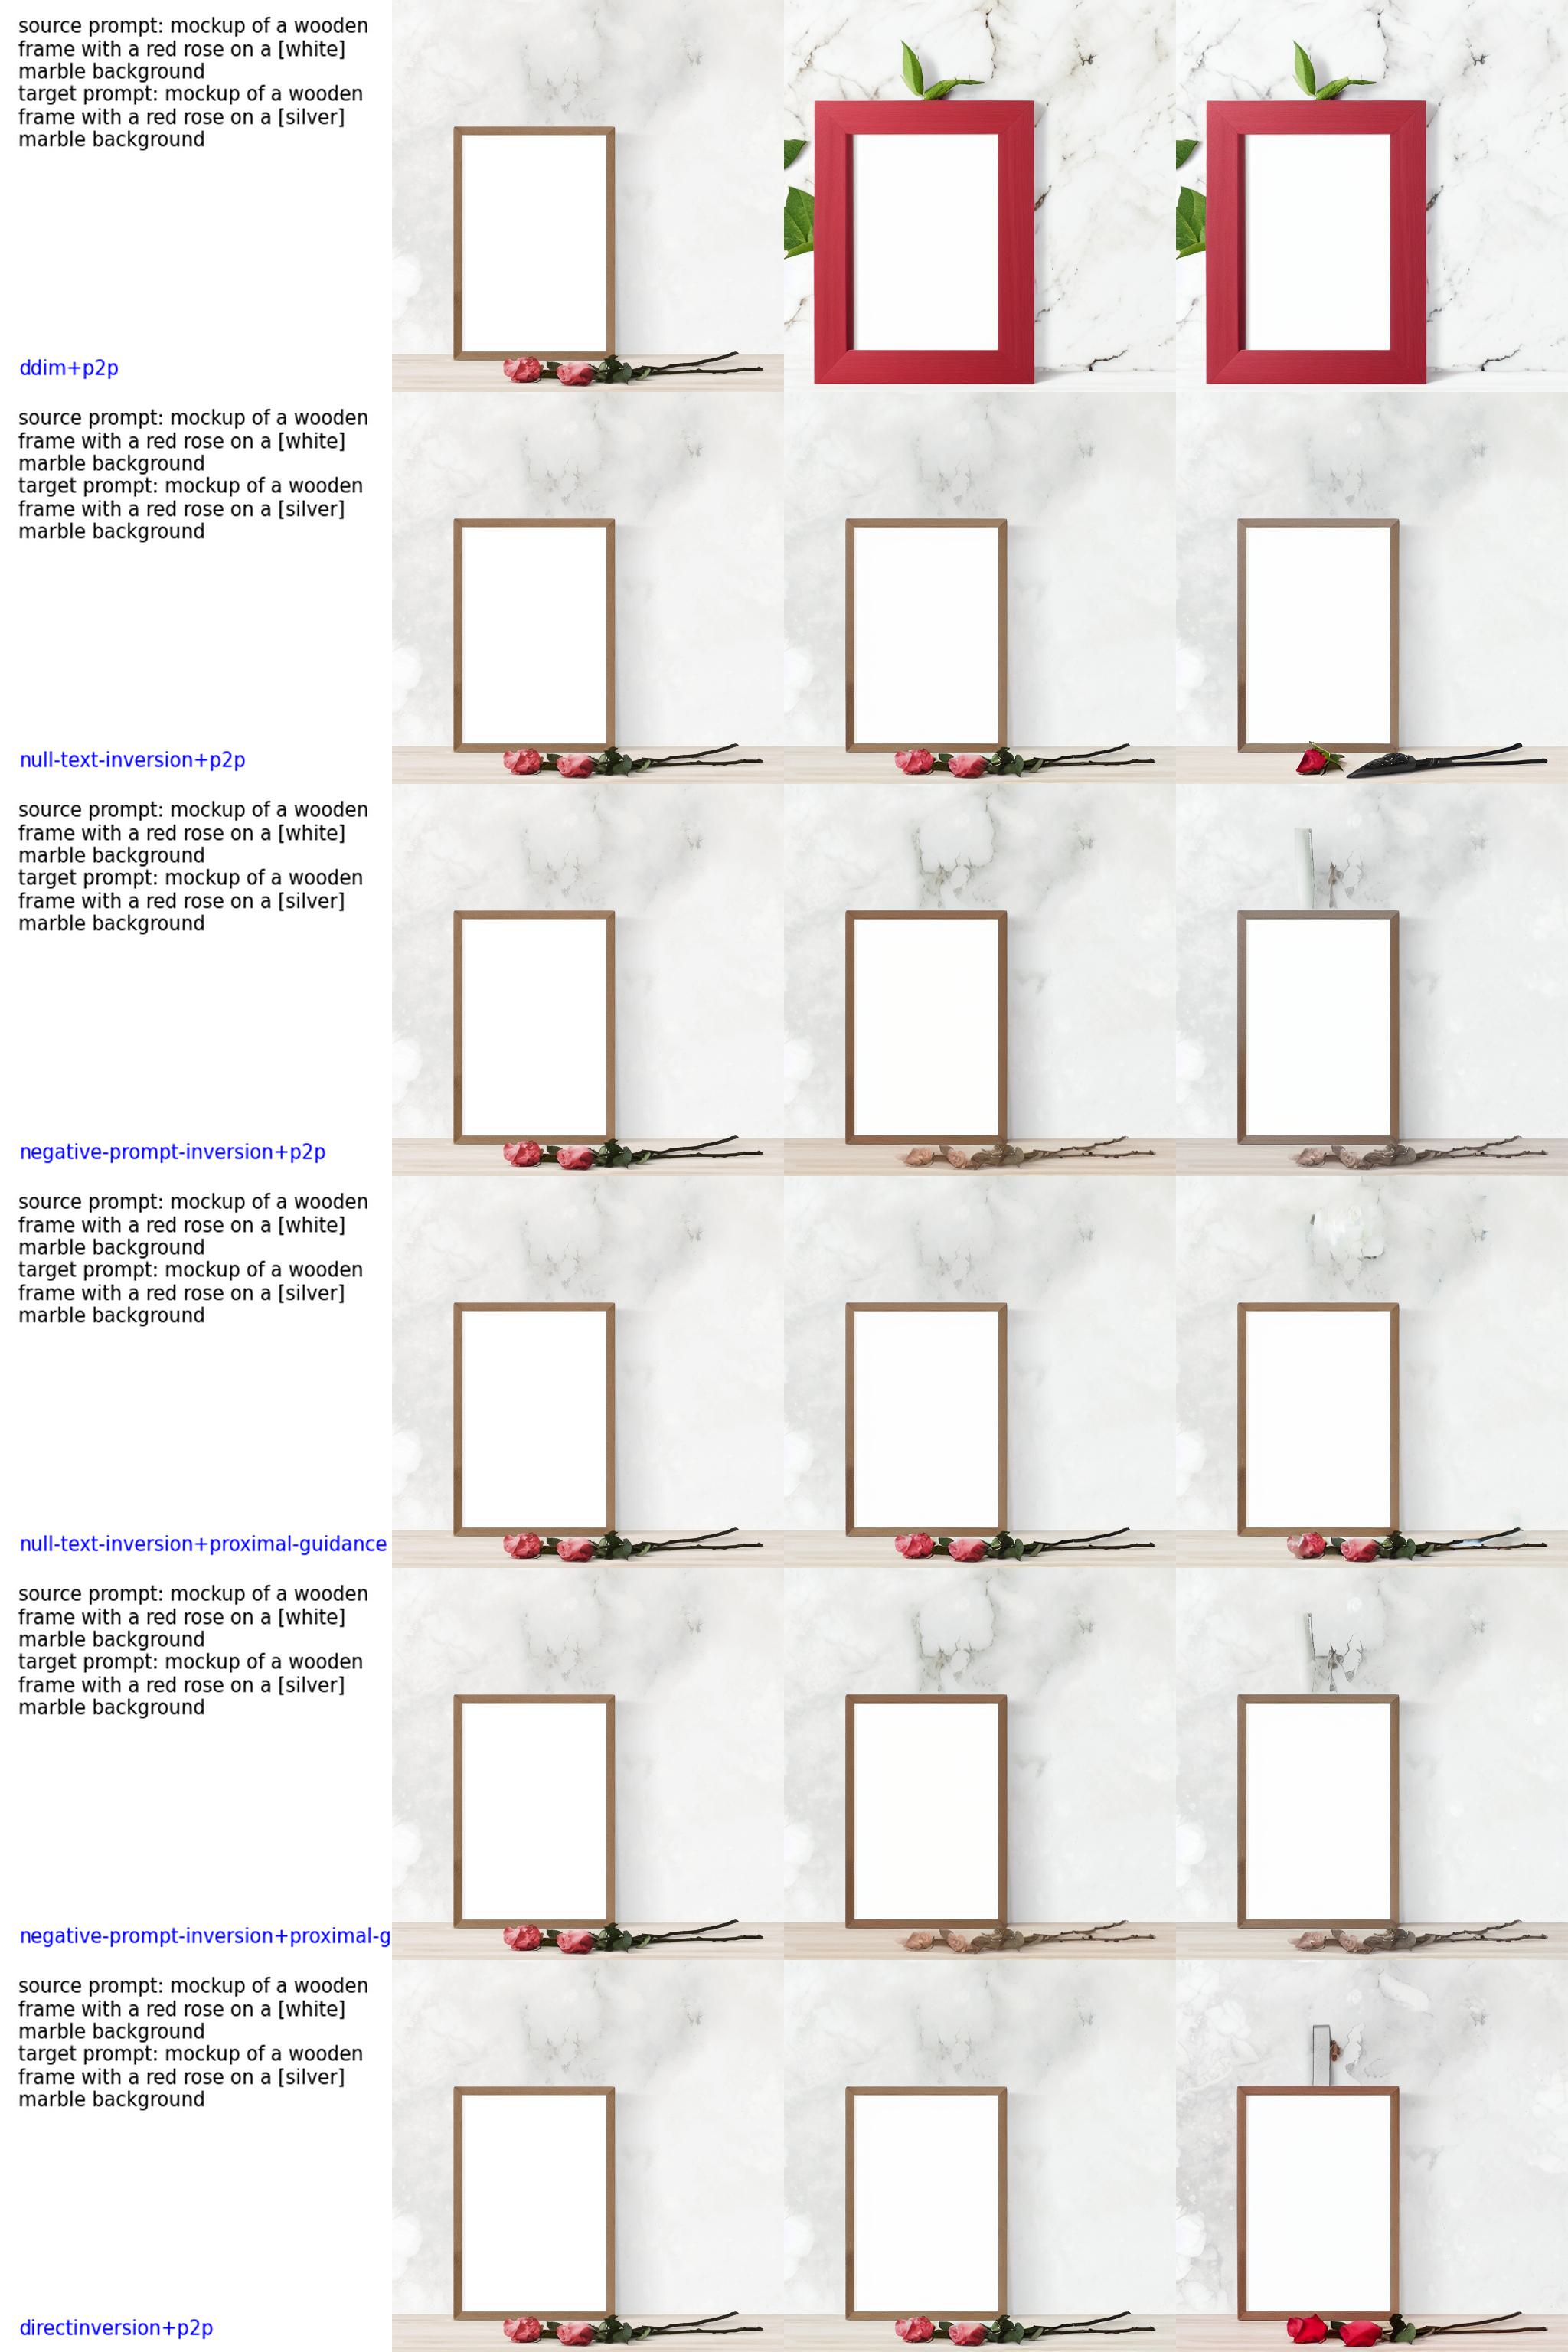 source prompt: mockup of a wooden
frame with a red rose on a [white]
marble background
target prompt: mockup of a wooden
frame with a red rose on a [silver]
marble background
ddim+p2p
source prompt: mockup of a wooden
frame with a red rose on a [white]
marble background
target prompt: mockup of a wooden
frame with a red rose on a [silver]
marble background
null-text-inversion+p2p
source prompt: mockup of a wooden
frame with a red rose on a [white]
marble background
target prompt: mockup of a wooden
frame with a red rose on a [silver]
marble background
negative-prompt-inversion+p2p
source prompt: mockup of a wooden
frame with a red rose on a [white]
marble background
target prompt: mockup of a wooden
frame with a red rose on a [silver]
marble background
null-text-inversion+proximal-guidance
source prompt: mockup of a wooden
frame with a red rose on a [white]
marble background
target prompt: mockup of a wooden
frame with a red rose on a [silver]
marble background
negative-prompt-inversion+proximal-g
source prompt: mockup of a wooden
frame with a red rose on a [white]
marble background
target prompt: mockup of a wooden
frame with a red rose on a [silver]
marble background
directinversion+p2p